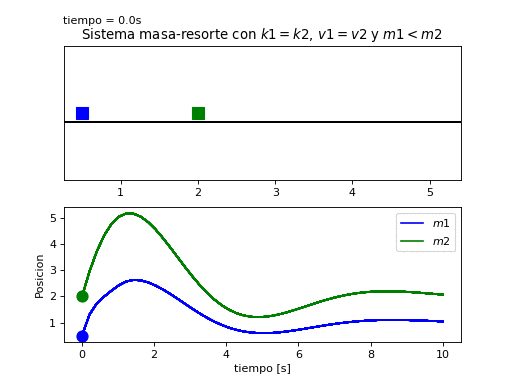 tiempo = 0.0s
Sistema masa-resorte con k1 = k2, v1 = v2 y m1 < m2
1 2 3 4 5
5
4
3
2
1
Posicion
m1
m2
0 2 4 6 8 10
tiempo [s]